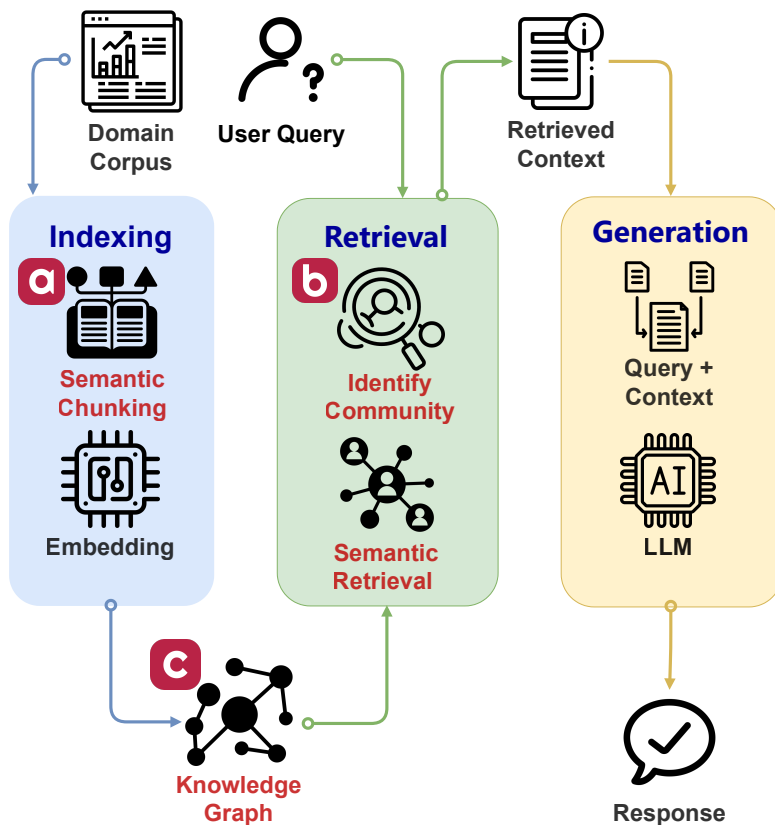 Domain
Corpus
User Query
?
Retrieved
Context
i
Indexing
a
Semantic
Chunking
Embedding
Retrieval
b
Identify
Community
Semantic
Retrieval
Generation
Query +
Context
AI
LLM
c
Knowledge
Graph
Response